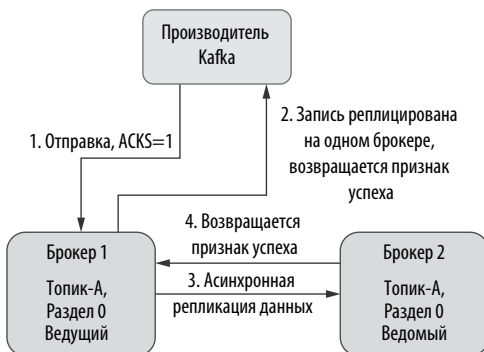 Производитель
Kafka
1. Отправка, ACKS=1
2. Запись реплицирована
на одном брокере,
возвращается признак
успеха
4. Возвращается
признак успеха
3. Асинхронная
репликация данных
Брокер 1
Топик-А,
Раздел 0
Ведущий
Брокер 2
Топик-А,
Раздел 0
Ведомый